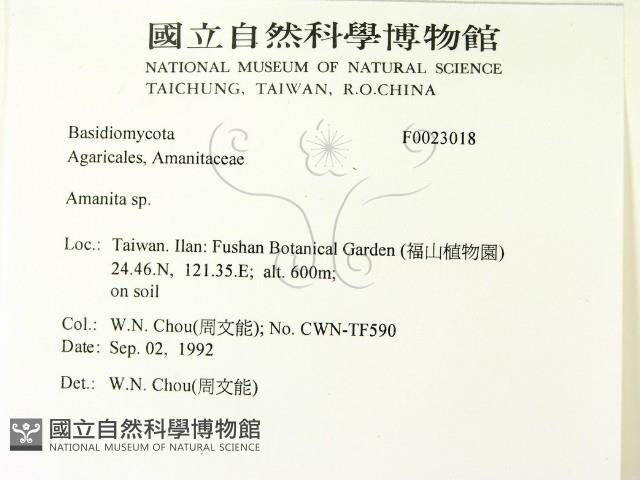 國立自然科學博物館
NATIONAL MUSEUM OF NATURAL SCIENCE
TAICHUNG, TAIWAN, R.O.CHINA
Basidiomycota F0023018
Agaricales, Amanitaceae
Amanita sp.
Loc.: Taiwan. Ilan: Fushan Botanical Garden (福山植物園)
24.46.N, 121.35.E; alt. 600m;
on soil
Col.: W.N. Chou(周文能); No. CWN-TF590
Date: Sep. 02, 1992
Det.: W.N. Chou(周文能)
國立自然科學博物館
NATIONAL MUSEUM OF NATURAL SCIENCE